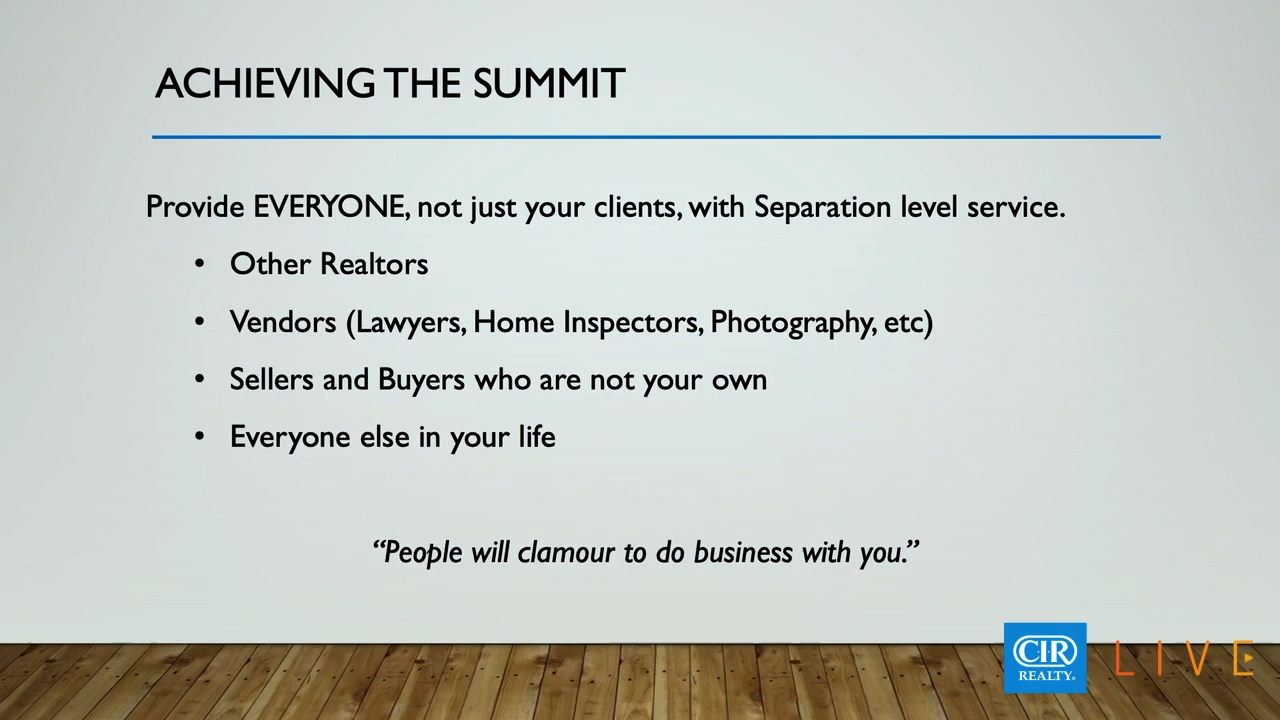 ACHIEVING THE SUMMIT
Provide EVERYONE, not just your clients, with Separation level service.
• Other Realtors
• Vendors (Lawyers, Home Inspectors, Photography, etc)
• Sellers and Buyers who are not your own
• Everyone else in your life
“People will clamour to do business with you.”
CIR
REALTY.
LIVE